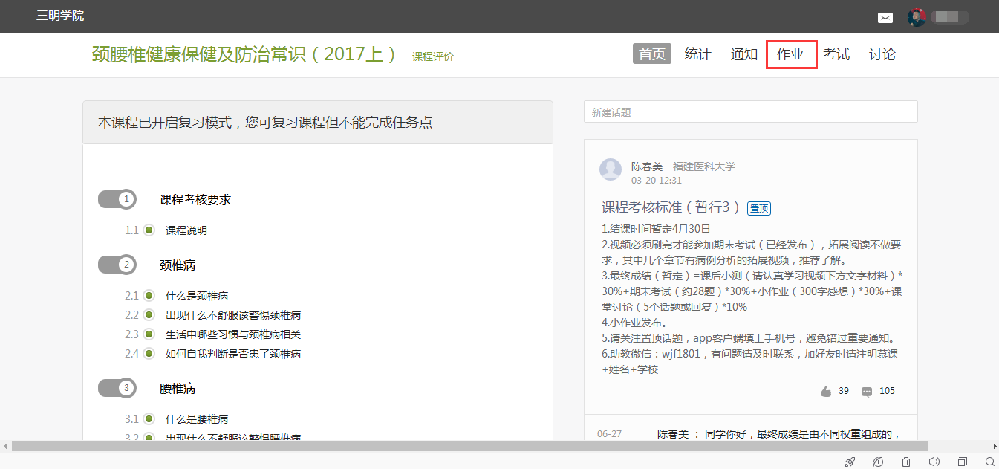 三明学院
颈腰椎健康保健及防治常识（2017上） 课程评价
首页 统计 通知 作业 考试 讨论
本课程已开启复习模式，您可复习课程但不能完成任务点
1 课程考核要求
1.1 课程说明
2 颈椎病
2.1 什么是颈椎病
2.2 出现什么不舒服该警惕颈椎病
2.3 生活中哪些习惯与颈椎病相关
2.4 如何自我判断是否患了颈椎病
3 腰椎病
3.1 什么是腰椎病
3.2 出现什么不舒服该警惕腰椎病
新建话题
陈春美 福建医科大学
03-20 12:31
课程考核标准（暂行3） 置顶
1.结课时间暂定4月30日
2.视频必须刷完才能参加期末考试（已经发布），拓展阅读不做要
求，其中几个章节有病例分析的拓展视频，推荐了解。
3.最终成绩（暂定）=课后小测（请认真学习视频下方文字材料）*
30%+期末考试（约28题）*30%+小作业（300字感想）*30%+课
堂讨论（5个话题或回复）*10%
4.小作业发布。
5.请关注置顶话题，app客户端填上手机号，避免错过重要通知。
6.助教微信：wjf1801，有问题请及时联系，加好友时请注明慕课
+姓名+学校
39 105
06-27 陈春美 ： 同学你好，最终成绩是由不同权重组成的，